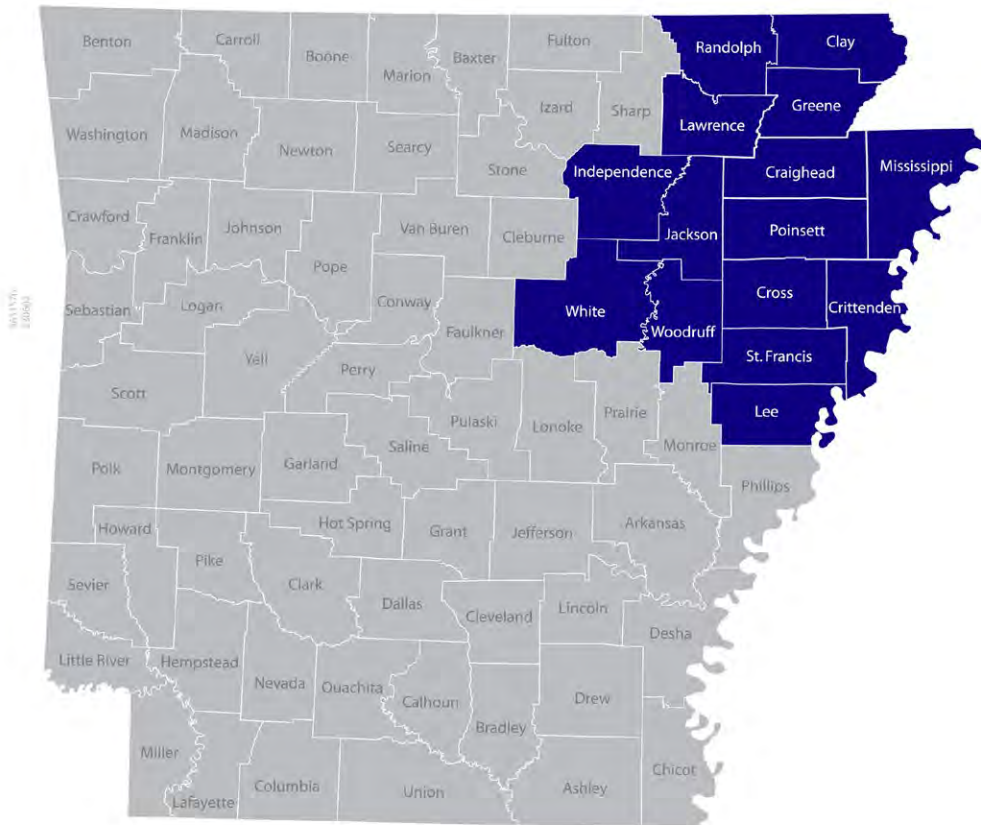 Benton
Carroll
Boone
Marion
Baxter
Fulton
Randolph
Clay
Izard
Sharp
Greene
Lawrence
Washington
Madison
Newton
Searcy
Stone
Independence
Craighead
Mississippi
Crawford
Franklin
Johnson
Pope
Van Buren
Cleburne
Jackson
Poinsett
Sebastian
Logan
Conway
Faulkner
White
Woodruff
Cross
Crittenden
Yell
Perry
St. Francis
Scott
Pulaski
Lonoke
Prairie
Monroe
Lee
Saline
Polk
Montgomery
Garland
Phillips
Howard
Hot Spring
Grant
Jefferson
Arkansas
Pike
Sevier
Clark
Dallas
Cleveland
Lincoln
Desha
Little River
Hempstead
Nevada
Ouachita
Calhoun
Bradley
Drew
Miller
Lafayette
Columbia
Union
Ashley
Chicot